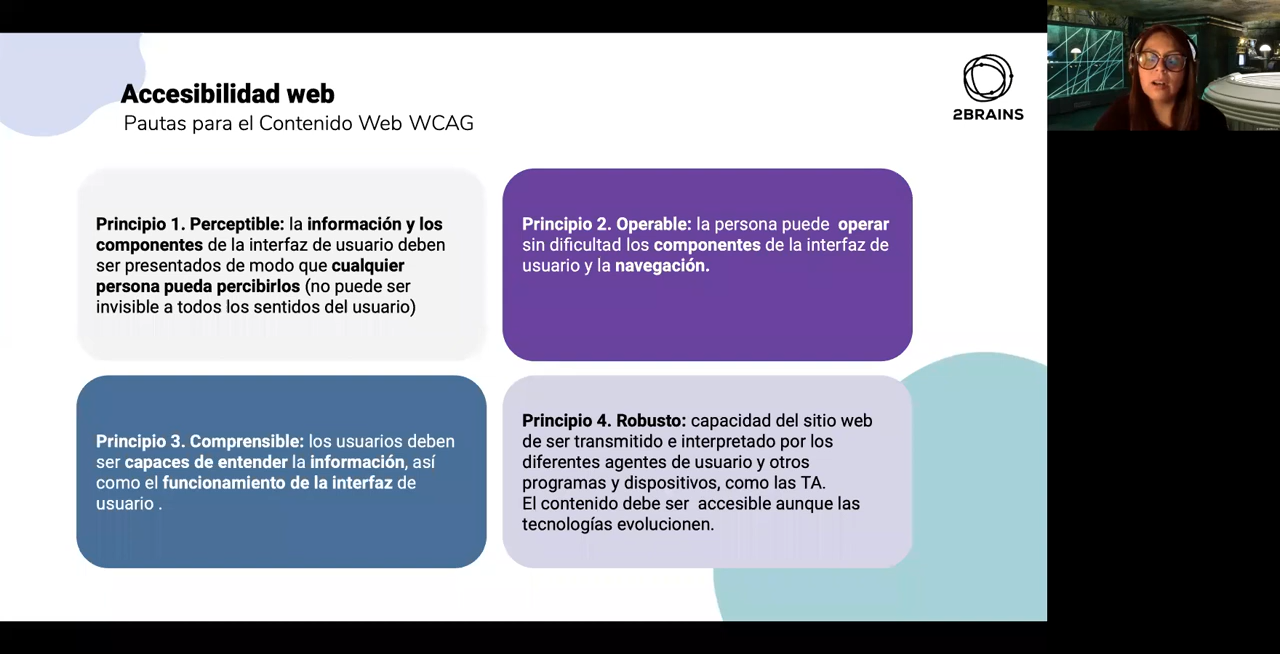 Accesibilidad web
Pautas para el Contenido Web WCAG
2BRAINS
Principio 1. Perceptible: la información y los
componentes de la interfaz de usuario deben
ser presentados de modo que cualquier
persona pueda percibirlos (no puede ser
invisible a todos los sentidos del usuario)
Principio 2. Operable: la persona puede  operar
sin dificultad los componentes de la interfaz de
usuario y la navegación.
Principio 3. Comprensible: los usuarios deben
ser capaces de entender la información, así
como el funcionamiento de la interfaz de
usuario .
Principio 4. Robusto: capacidad del sitio web
de ser transmitido e interpretado por los
diferentes agentes de usuario y otros
programas y dispositivos, como las TA.
El contenido debe ser  accesible aunque las
tecnologías evolucionen.